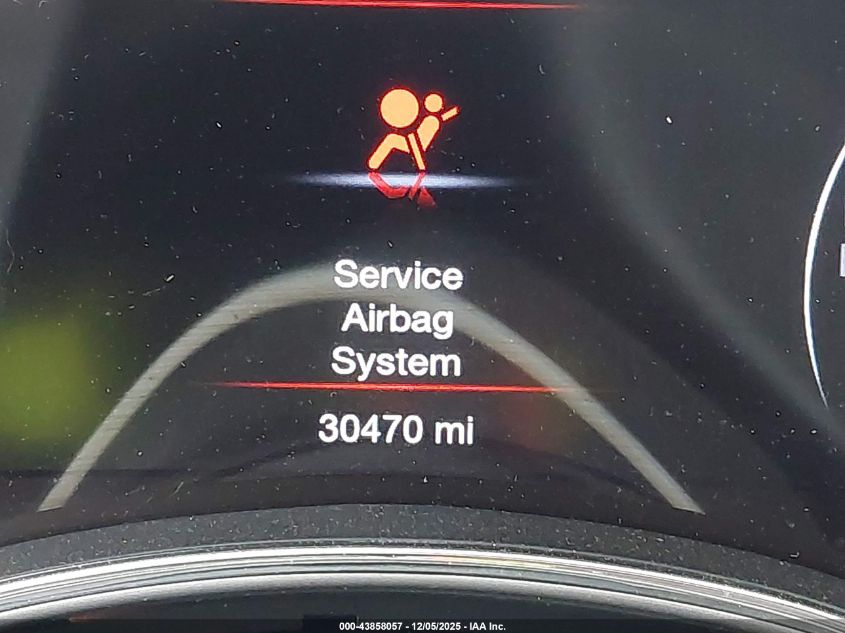 Service
Airbag
System
30470 mi
000-43858057 - 12/05/2025 - IAA Inc.